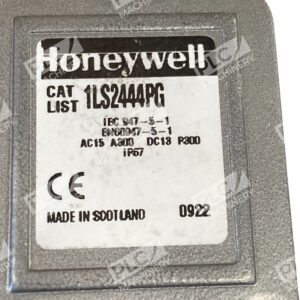 Honeywell
CAT LIST 1LS2444PG
IEC 947-5-1
EN60947-5-1
AC15 A300 DC13 P300
IP67
CE
MADE IN SCOTLAND 0922